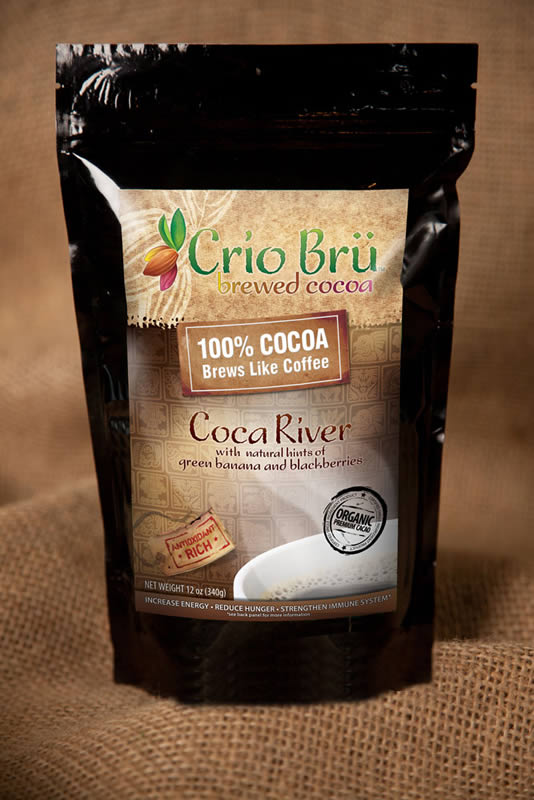 Crio Brü
brewed cocoa
100% COCOA
Brews Like Coffee
Coca River
with natural hints of
green banana and blackberries
ORGANIC
PREMIUM CACAO
ANTIOXIDANT
RICH
NET WEIGHT 12 oz (340g)
INCREASE ENERGY • REDUCE HUNGER • STRENGTHEN IMMUNE SYSTEM*
*see back panel for more information